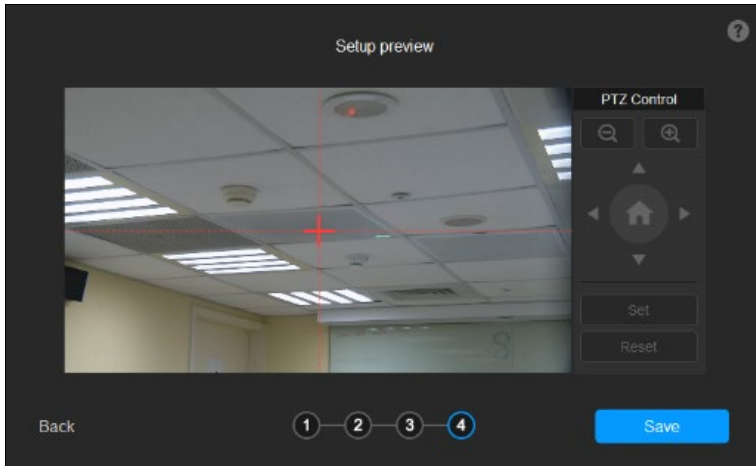 ?
Setup preview
PTZ Control
Set
Reset
Back
1
2
3
4
Save